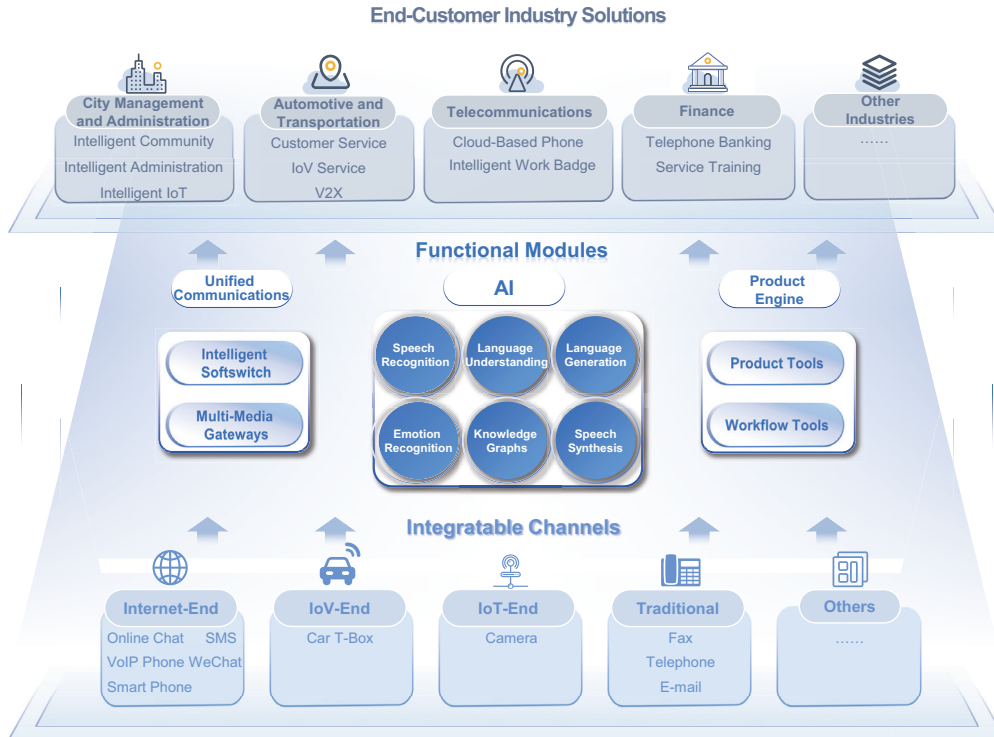 End-Customer Industry Solutions
City Management
and Administration
Intelligent Community
Intelligent Administration
Intelligent IoT
Automotive and
Transportation
Customer Service
IoV Service
V2X
Telecommunications
Cloud-Based Phone
Intelligent Work Badge
Finance
Telephone Banking
Service Training
Other
Industries
......
Functional Modules
Unified
Communications
Intelligent
Softswitch
Multi-Media
Gateways
AI
Speech
Recognition
Language
Understanding
Language
Generation
Emotion
Recognition
Knowledge
Graphs
Speech
Synthesis
Product
Engine
Product Tools
Workflow Tools
Integratable Channels
Internet-End
Online Chat SMS
VoIP Phone WeChat
Smart Phone
IoV-End
Car T-Box
IoT-End
Camera
Traditional
Fax
Telephone
E-mail
Others
......